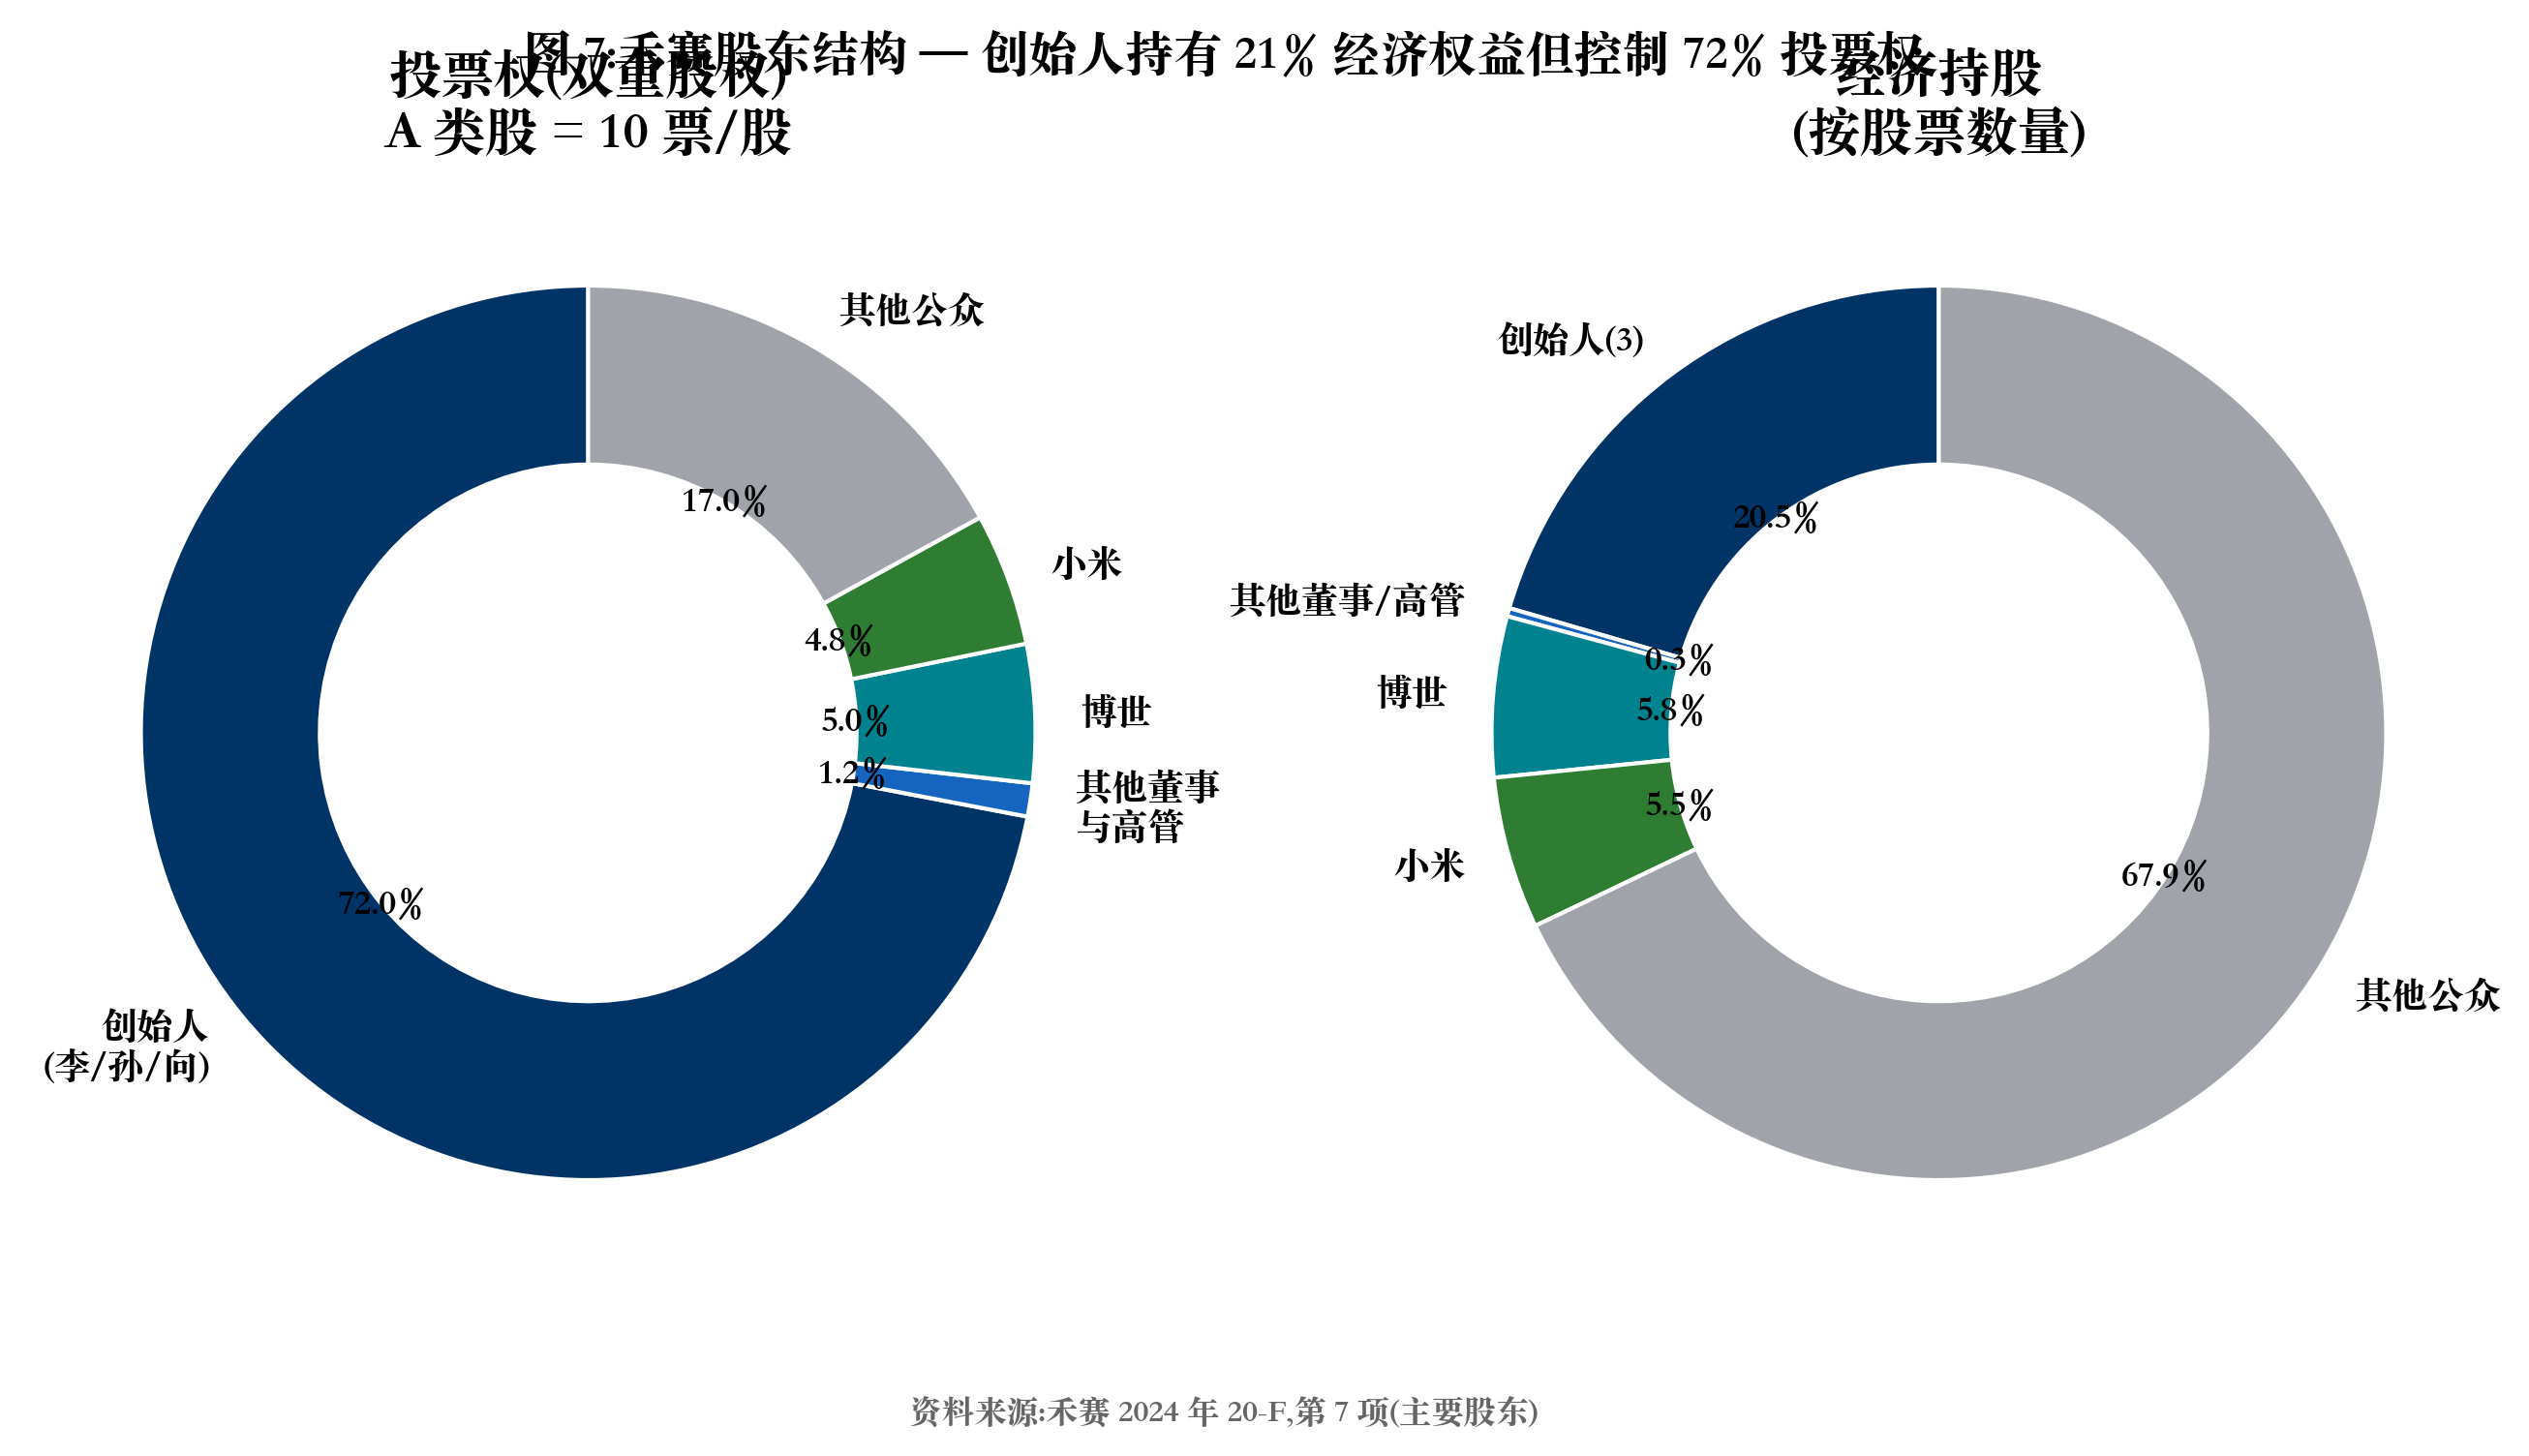 图 7:禾赛股东结构 — 创始人持有 21% 经济权益但控制 72% 投票权
投票权(双重股权)
A 类股 = 10 票/股
其他公众
17.0%
小米
4.8%
博世
5.0%
其他董事
与高管
1.2%
72.0%
创始人
(李/孙/向)
经济持股
(按股票数量)
创始人(3)
20.5%
其他董事/高管
0.3%
博世
5.8%
小米
5.5%
67.9%
其他公众
资料来源:禾赛 2024 年 20-F,第 7 项(主要股东)